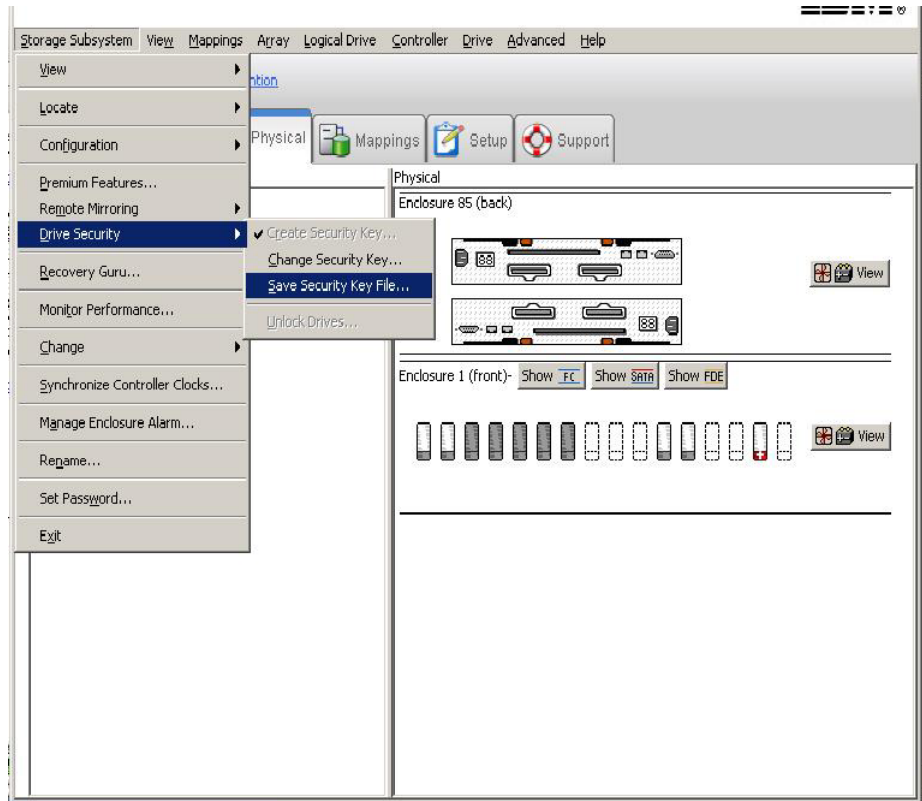 Storage Subsystem View Mappings Array Logical Drive Controller Drive Advanced Help
View
Locate
Configuration
Premium Features...
Remote Mirroring
Drive Security
Recovery Guru...
Monitor Performance...
Change
Synchronize Controller Clocks...
Manage Enclosure Alarm...
Rename...
Set Password...
Exit
Create Security Key...
Change Security Key...
Save Security Key File...
Unlock Drives...
Physical Mappings Setup Support
Physical
Enclosure 85 (back)
88
View
88
Enclosure 1 (front)- Show FC Show SATA Show FDE
View